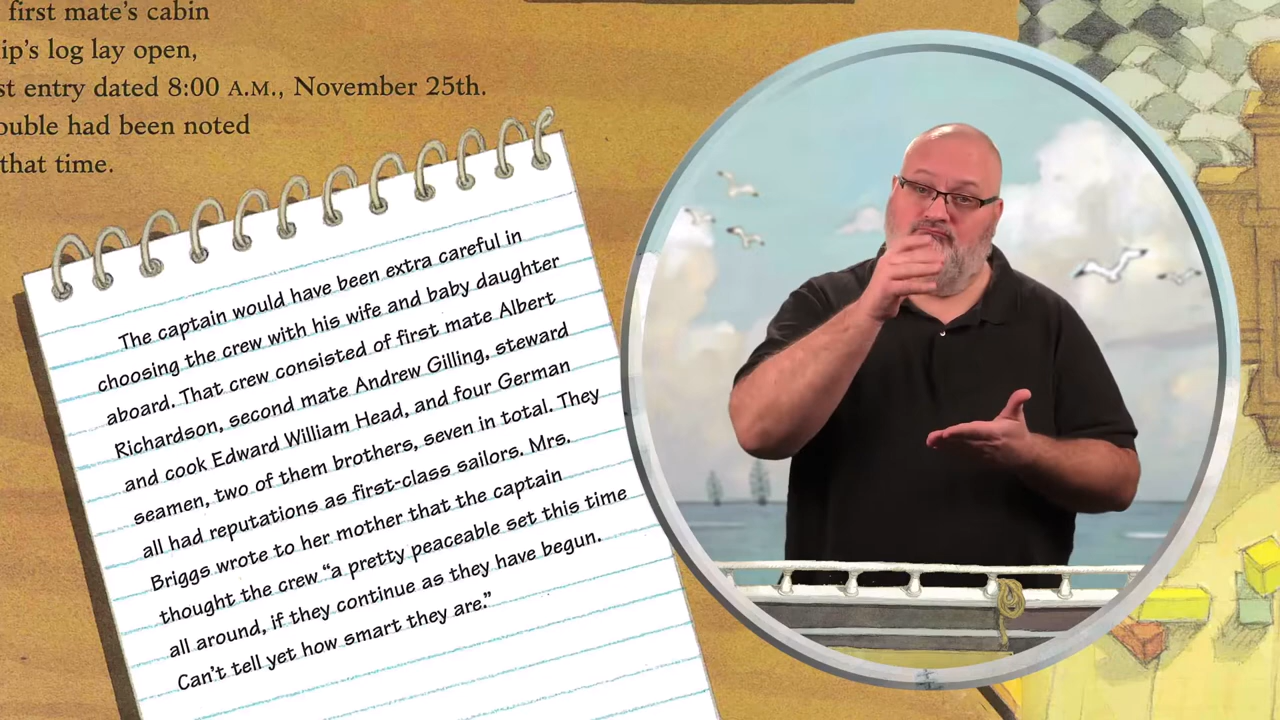 first mate's cabin
ip's log lay open,
st entry dated 8:00 A.M., November 25th.
ouble had been noted
that time.
The captain would have been extra careful in
choosing the crew with his wife and baby daughter
aboard. That crew consisted of first mate Albert
Richardson, second mate Andrew Gilling, steward
and cook Edward William Head, and four German
seamen, two of them brothers, seven in total. They
all had reputations as first-class sailors. Mrs.
Briggs wrote to her mother that the captain
thought the crew “a pretty peaceable set this time
all around, if they continue as they have begun.
Can't tell yet how smart they are.”